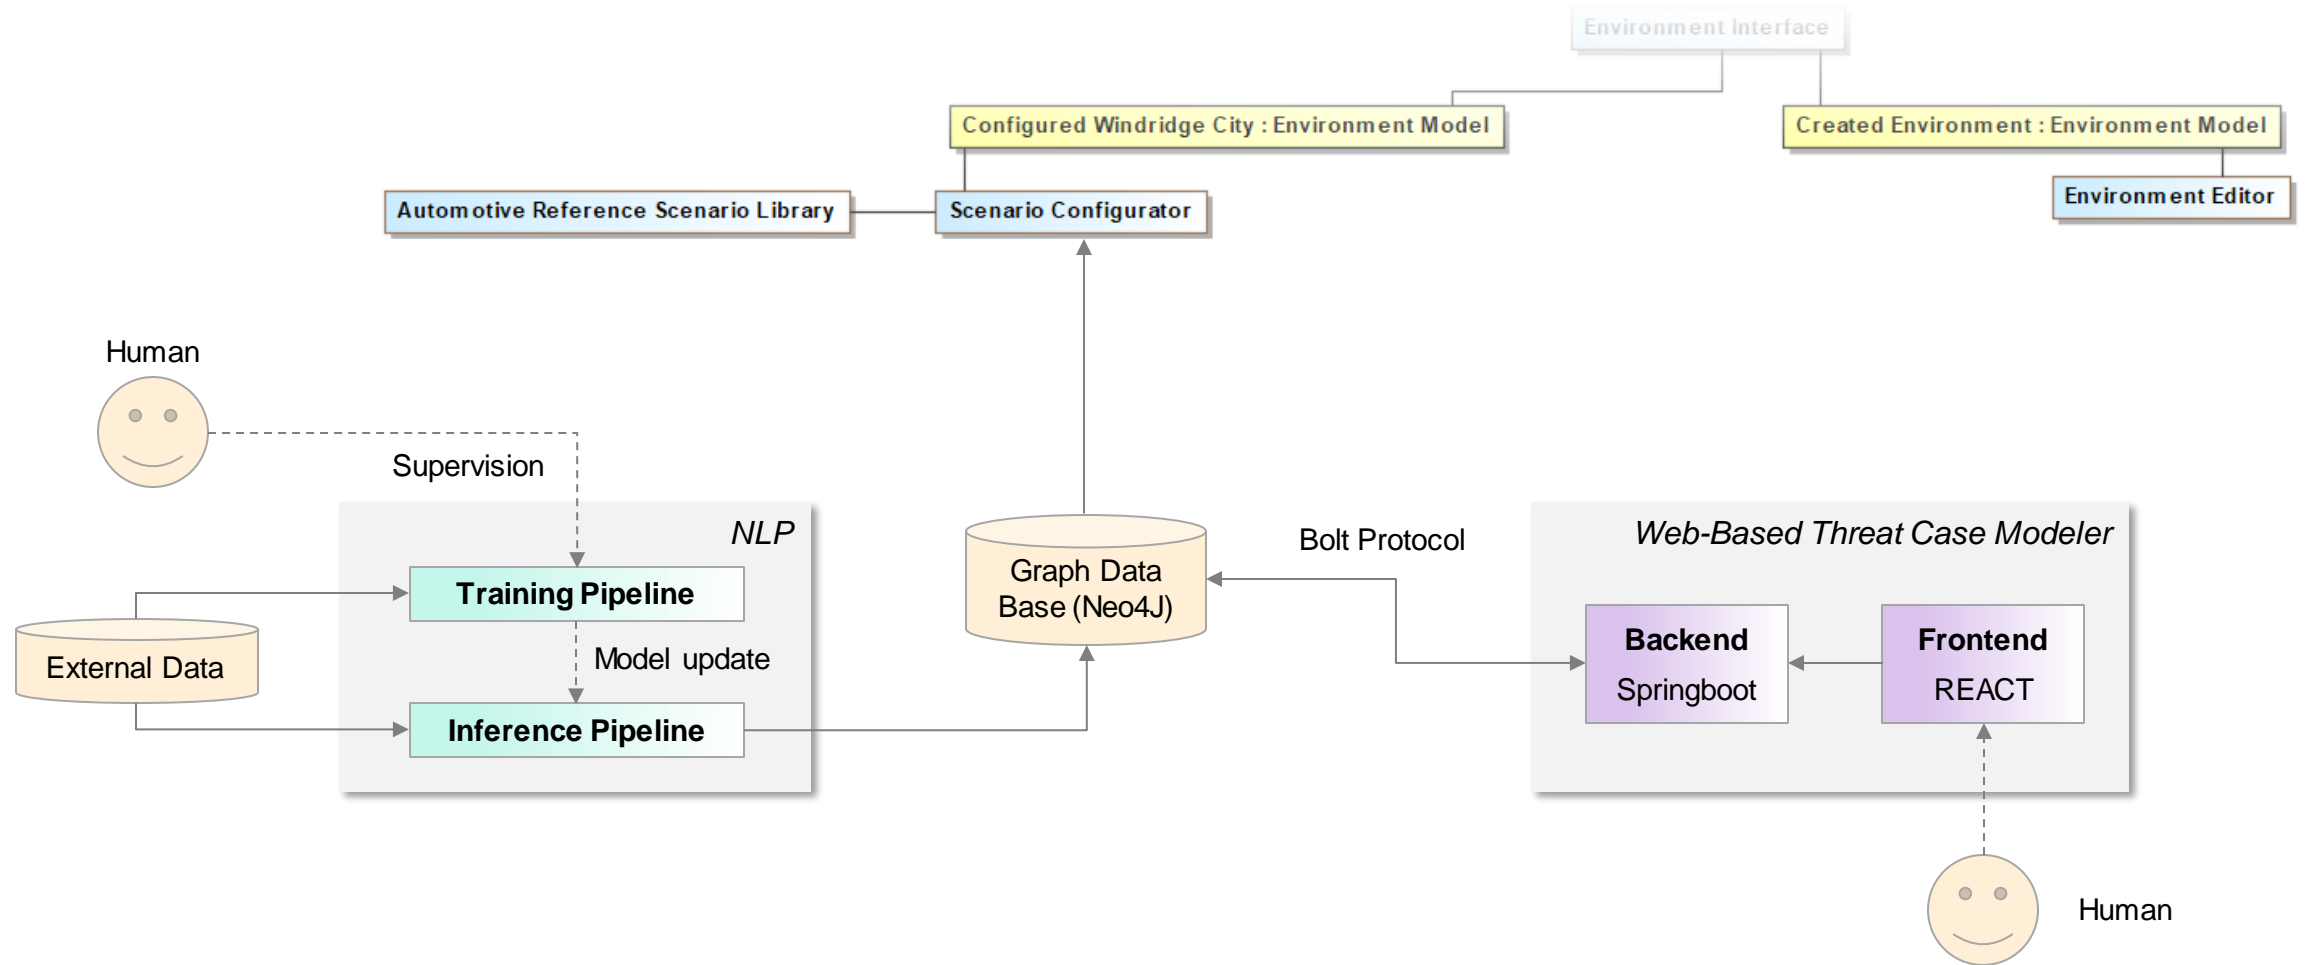 Environment Interface
Configured Windridge City : Environment Model
Created Environment : Environment Model
Automotive Reference Scenario Library
Scenario Configurator
Environment Editor
Human
Supervision
NLP
Training Pipeline
External Data
Model update
Inference Pipeline
Graph Data
Base (Neo4J)
Bolt Protocol
Web-Based Threat Case Modeler
Backend
Springboot
Frontend
REACT
Human